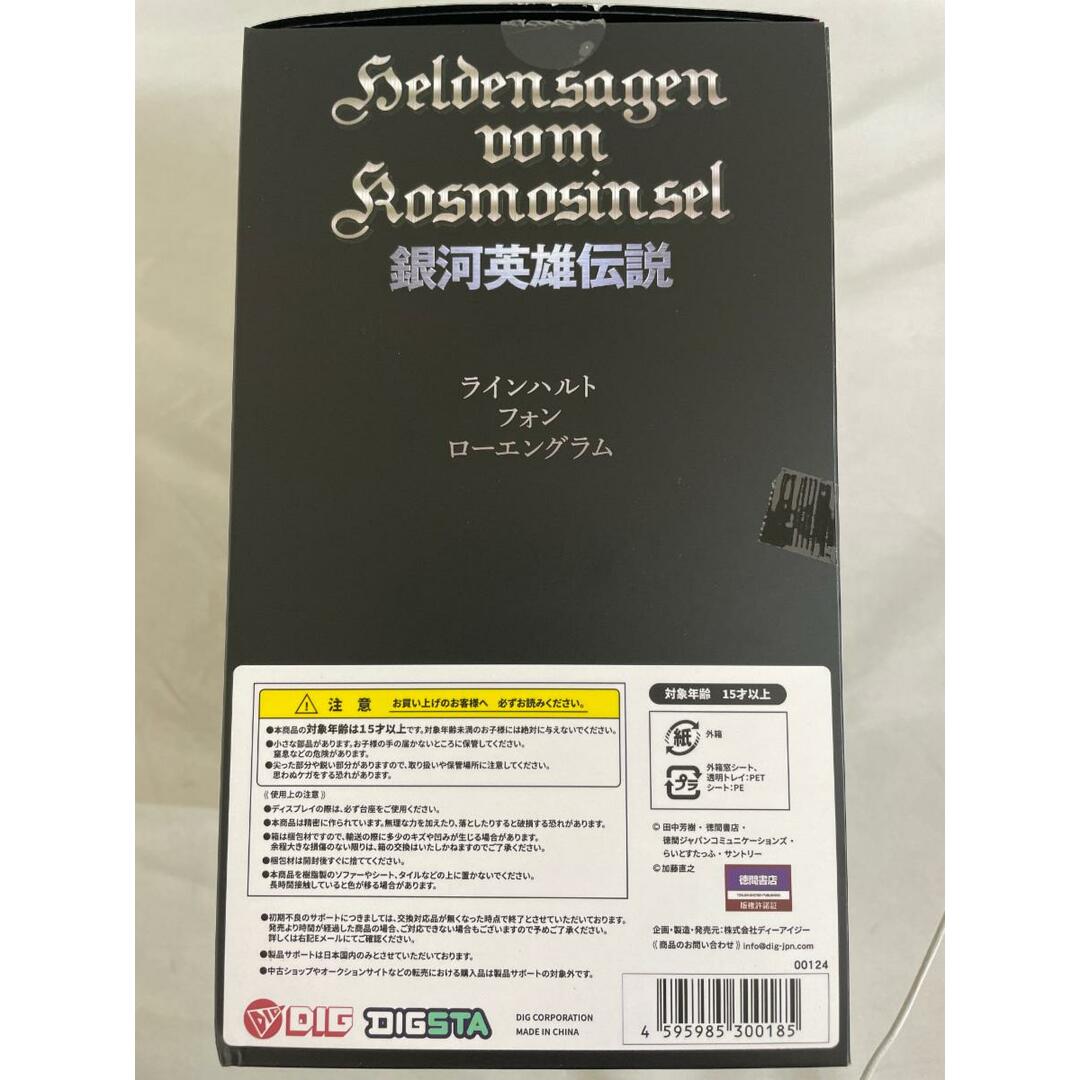 Heldensagen
vom
Kosmosinsel
銀河英雄伝説
ラインハルト
フォン
ローエングラム
注 意 お買い上げのお客様へ 必ずお読みください。
●本商品の対象年齢は15才以上です。対象年齢未満のお子様には絶対に与えないでください。
●小さな部品があります。お子様の手の届かないところに保管してください。
窒息などの危険があります。
●尖った部分や鋭い部分がありますので、取り扱いや保管場所に注意してください。
思わぬケガをする恐れがあります。
《使用上の注意》
●ディスプレイの際は、必ず台座をご使用ください。
●本商品は精密に作られています。無理な力を加えたり、落としたりすると破損する恐れがあります。
●箱は梱包材ですので、輸送の際に多少のキズや凹みが生じる場合があります。
余程大きな損傷のない限りは、箱の交換はいたしかねますのでご了承ください。
●梱包材は開封後すぐに捨ててください。
●本商品を樹脂製のソファーやシート、タイルなどの上に置かないでください。
長時間接触していると色が移る場合があります。
●初期不良のサポートにつきましては、交換対応品が無くなった時点で終了とさせていただいております。
発売より時間が経過した商品の場合、ご対応できない場合もございますので予めご了承ください。
詳しくは右記Eメールにてご確認ください。
●製品サポートは日本国内のみとさせていただいております。
●中古ショップやオークションサイトなどの転売における購入品は製品サポートの対象外です。
DIG DIGSTA
DIG CORPORATION
MADE IN CHINA
対象年齢 15才以上
紙 外箱
プラ 外箱窓シート、
透明トレイ:PET
シート:PE
© 田中芳樹・徳間書店・
徳間ジャパンコミュニケーションズ・
らいとすたっふ・サントリー
©加藤直之
徳間書店
版権許諾証
企画・製造・発売元:株式会社ディーアイジー
《商品のお問い合わせ》info@dig-jpn.com
00124
4 595985 300185